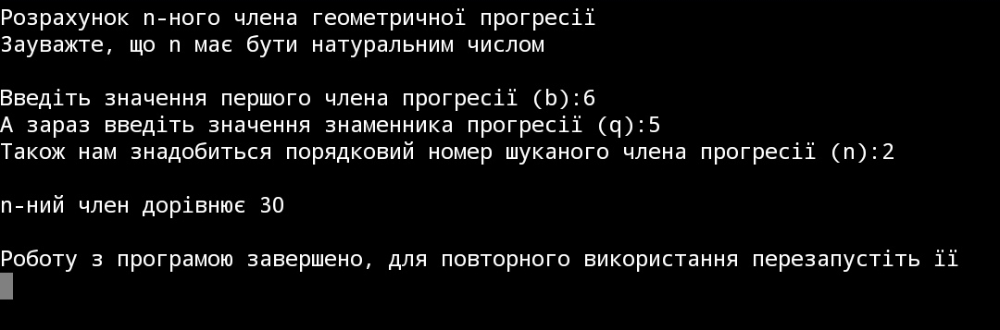 Розрахунок n-ного члена геометричної прогресії
Зауважте, що n має бути натуральним числом
Введіть значення першого члена прогресії (b):6
А зараз введіть значення знаменника прогресії (q):5
Також нам знадобиться порядковий номер шуканого члена прогресії (n):2
n-ний член дорівнює 30
Роботу з програмою завершено, для повторного використання перезапустіть її